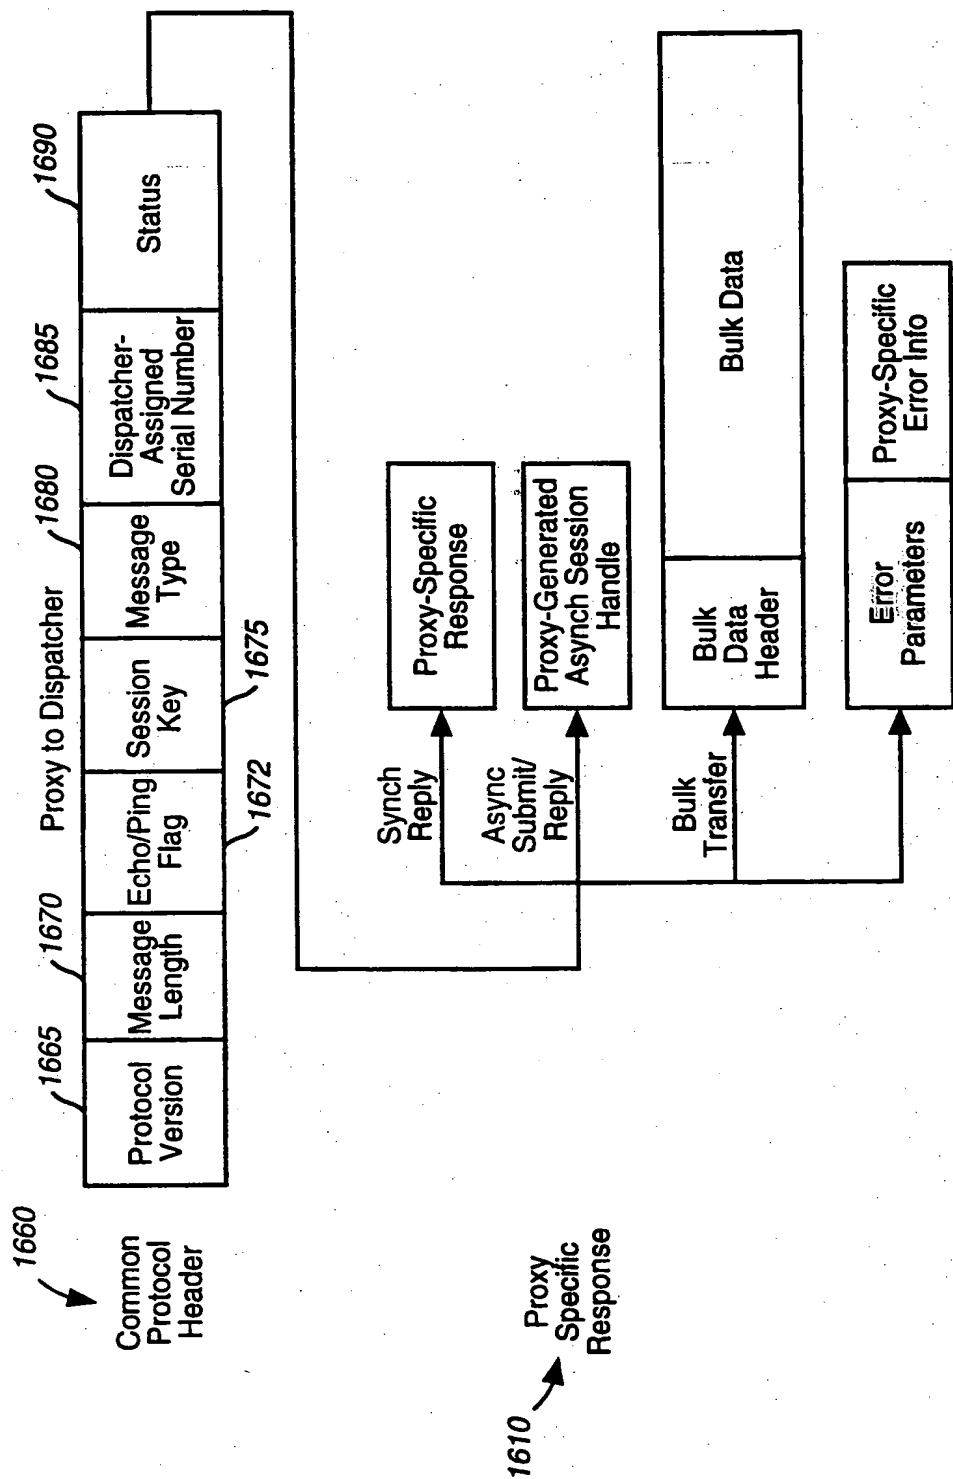 Proxy to Dispatcher
1660
Common
Protocol
Header
1665
Protocol
Version
1670
Message
Length
Echo/Ping
Flag
1672
Session
Key
1675
1680
Message
Type
1685
Dispatcher-
Assigned
Serial Number
1690
Status
1610
Proxy
Specific
Response
Synch
Reply
Proxy-Specific
Response
Async
Submit/
Reply
Proxy-Generated
Asynch Session
Handle
Bulk
Transfer
Bulk
Data
Header
Bulk Data
Error
Parameters
Proxy-Specific
Error Info